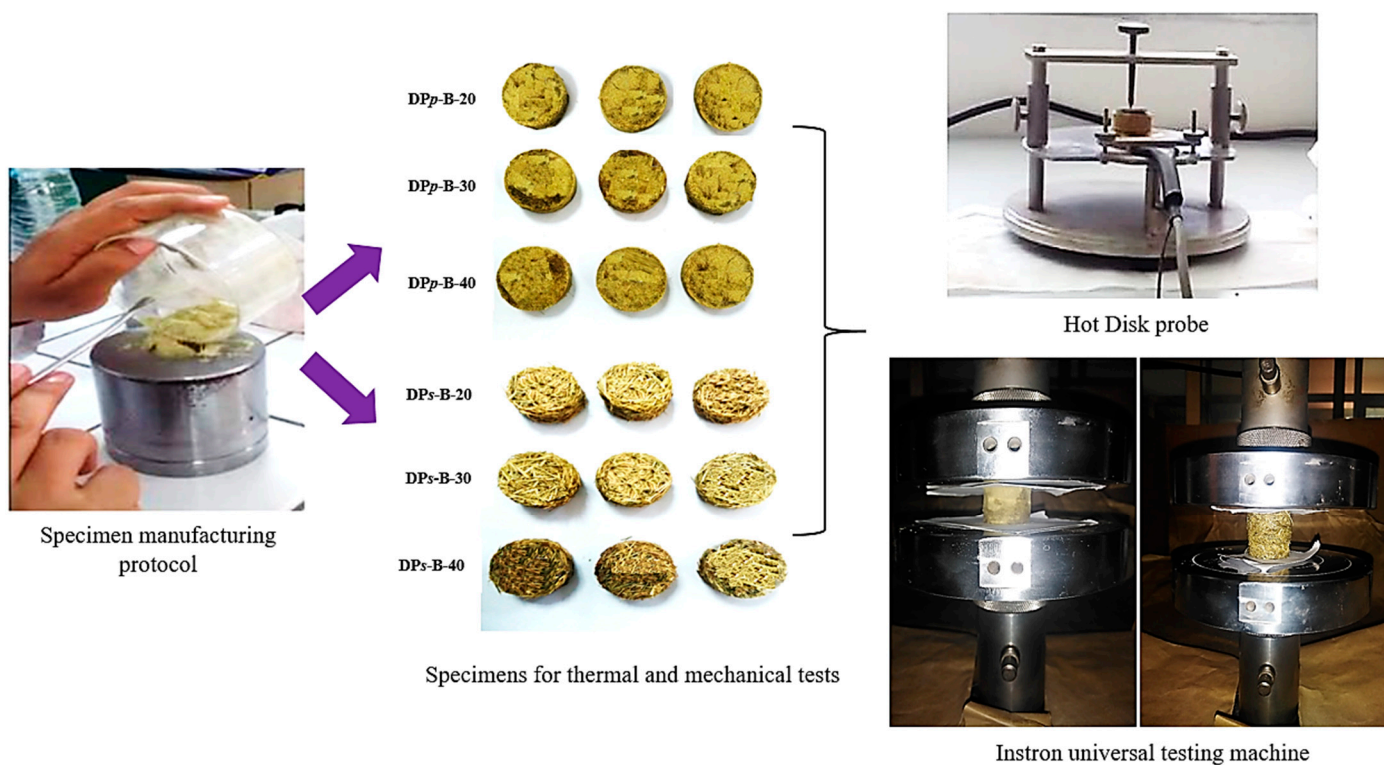 Specimen manufacturing
protocol
DPp-B-20
DPp-B-30
DPp-B-40
DPs-B-20
DPs-B-30
DPs-B-40
Specimens for thermal and mechanical tests
Hot Disk probe
Instron universal testing machine